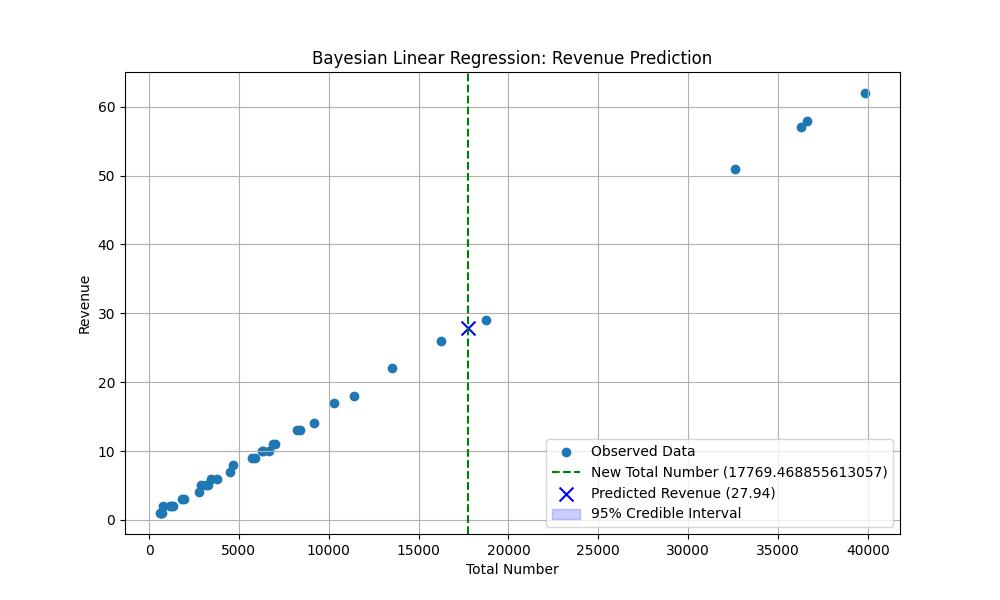 Bayesian Linear Regression: Revenue Prediction
Revenue
60
50
40
30
20
10
0
Observed Data
New Total Number (17769.468855613057)
Predicted Revenue (27.94)
95% Credible Interval
0 5000 10000 15000 20000 25000 30000 35000 40000
Total Number